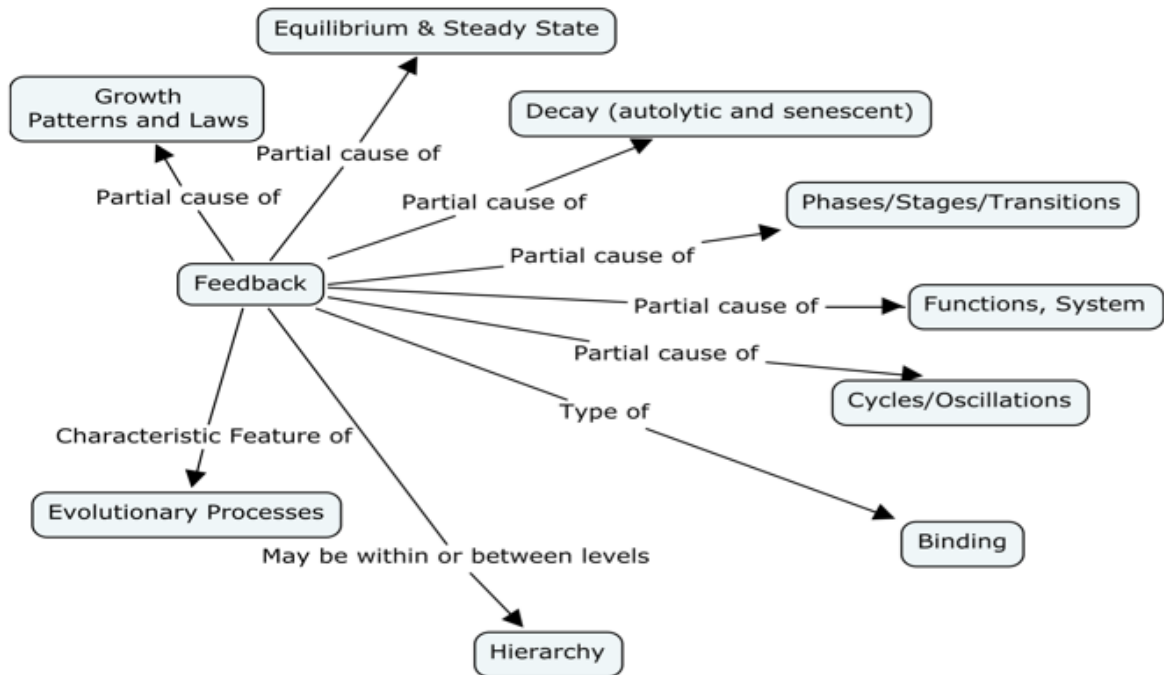 Equilibrium & Steady State
Growth
Patterns and Laws
Decay (autolytic and senescent)
Partial cause of
Partial cause of
Partial cause of
Phases/Stages/Transitions
Partial cause of
Feedback
Partial cause of
Functions, System
Partial cause of
Cycles/Oscillations
Type of
Characteristic Feature of
Evolutionary Processes
Binding
May be within or between levels
Hierarchy